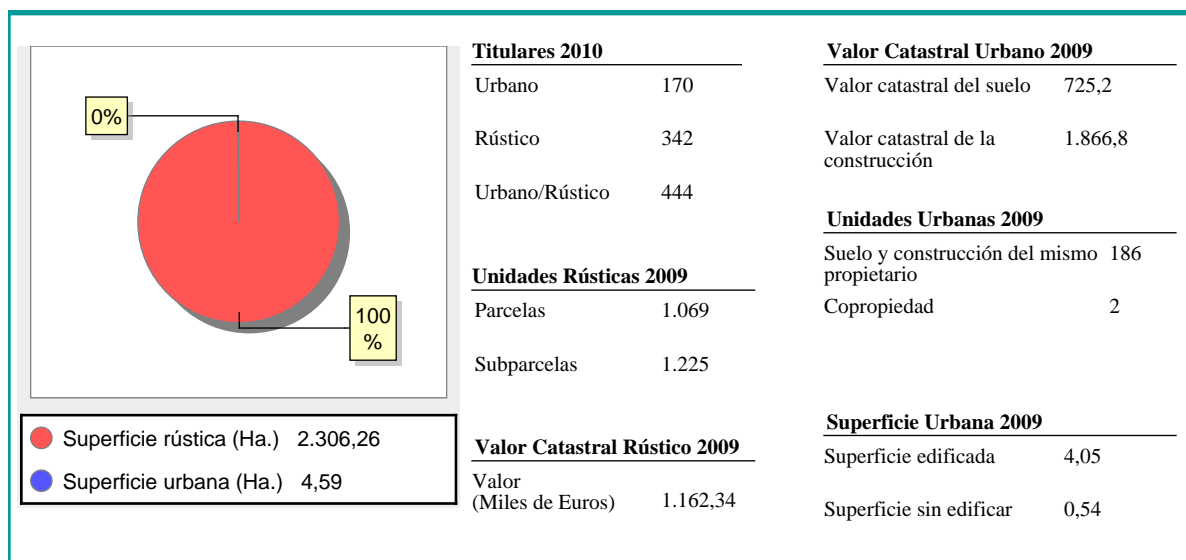 0%
100
%
Superficie rústica (Ha.) 2.306,26
Superficie urbana (Ha.) 4,59
Titulares 2010
Urbano 170
Rústico 342
Urbano/Rústico 444
Unidades Rústicas 2009
Parcelas 1.069
Subparcelas 1.225
Valor Catastral Rústico 2009
Valor
(Miles de Euros) 1.162,34
Valor Catastral Urbano 2009
Valor catastral del suelo 725,2
Valor catastral de la 1.866,8
construcción
Unidades Urbanas 2009
Suelo y construcción del mismo 186
propietario
Copropiedad 2
Superficie Urbana 2009
Superficie edificada 4,05
Superficie sin edificar 0,54